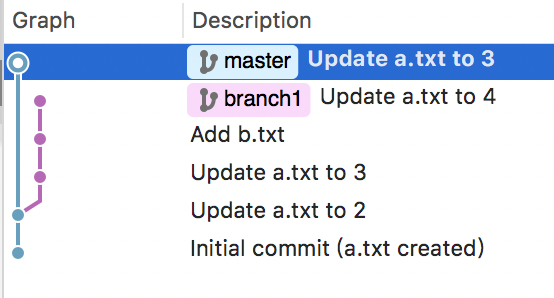 Graph Description
master Update a.txt to 3
branch1 Update a.txt to 4
Add b.txt
Update a.txt to 3
Update a.txt to 2
Initial commit (a.txt created)